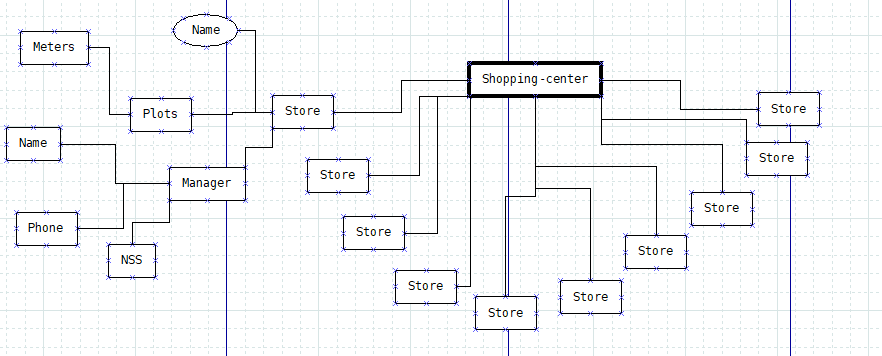 Name
Meters
Shopping-center
Store
Plots
Store
Name
Store
Store
Manager
Store
Phone
Store
Store
NSS
Store
Store
Store